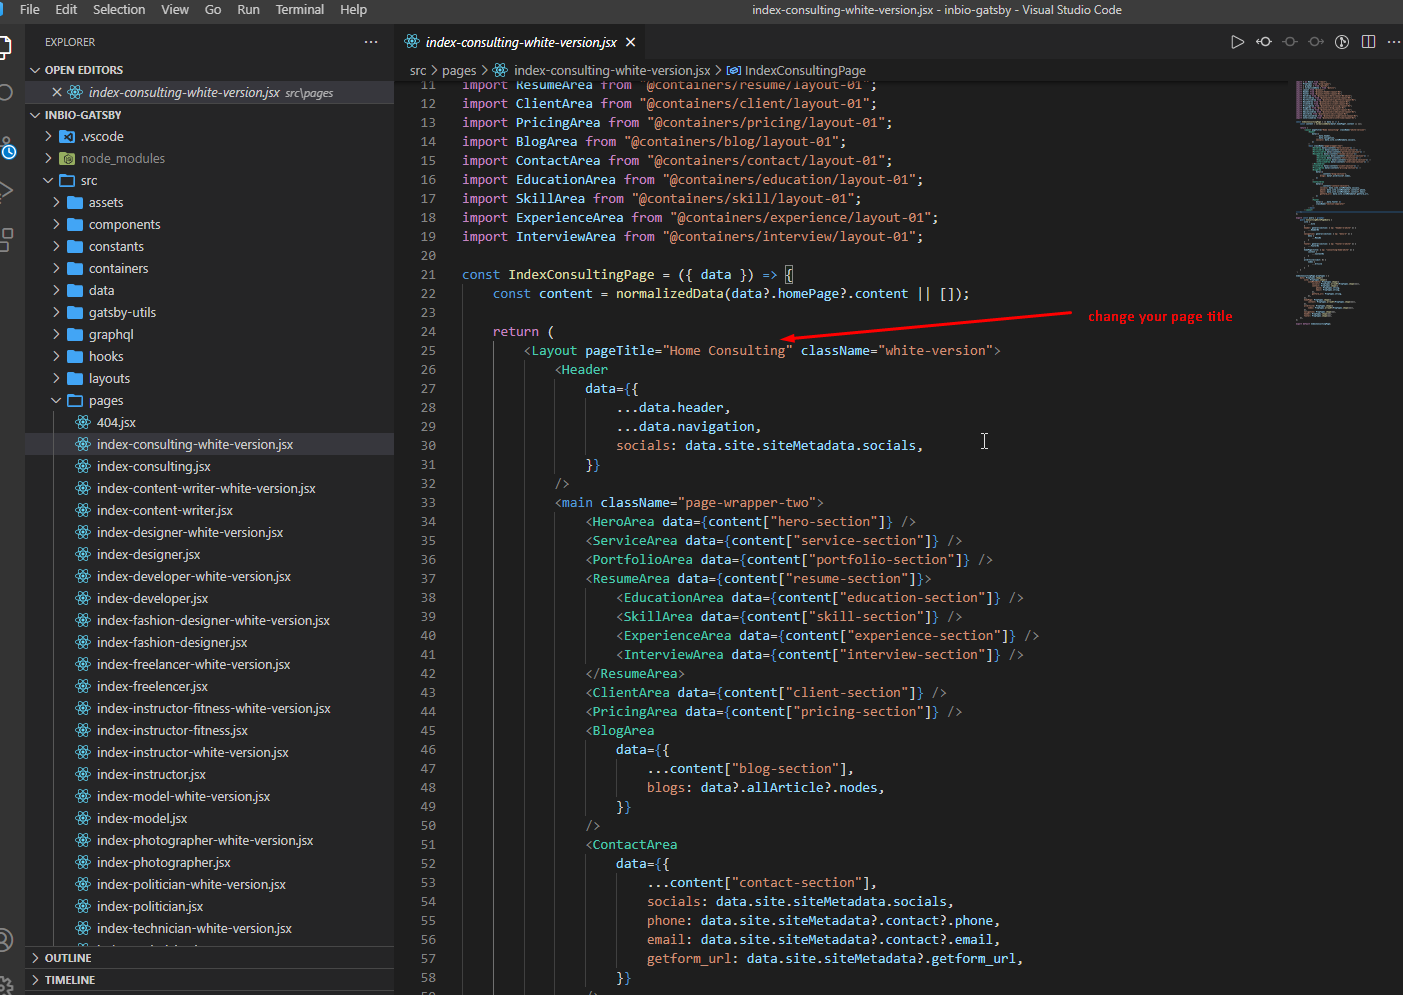 File Edit Selection View Go Run Terminal Help
index-consulting-white-version.jsx - inbio-gatsby - Visual Studio Code
EXPLORER
OPEN EDITORS
index-consulting-white-version.jsx src\pages
INBIO-GATSBY
.vscode
node_modules
src
assets
components
constants
containers
data
gatsby-utils
graphql
hooks
layouts
pages
404.jsx
index-consulting-white-version.jsx
index-consulting.jsx
index-content-writer-white-version.jsx
index-content-writer.jsx
index-designer-white-version.jsx
index-designer.jsx
index-developer-white-version.jsx
index-developer.jsx
index-fashion-designer-white-version.jsx
index-fashion-designer.jsx
index-freelancer-white-version.jsx
index-freelencer.jsx
index-instructor-fitness-white-version.jsx
index-instructor-fitness.jsx
index-instructor-white-version.jsx
index-instructor.jsx
index-model-white-version.jsx
index-model.jsx
index-photographer-white-version.jsx
index-photographer.jsx
index-politician-white-version.jsx
index-politician.jsx
index-technician-white-version.jsx
OUTLINE
TIMELINE
index-consulting-white-version.jsx
src > pages > index-consulting-white-version.jsx > IndexConsultingPage
11 import ResumeArea from "@containers/resume/layout-01";
12 import ClientArea from "@containers/client/layout-01";
13 import PricingArea from "@containers/pricing/layout-01";
14 import BlogArea from "@containers/blog/layout-01";
15 import ContactArea from "@containers/contact/layout-01";
16 import EducationArea from "@containers/education/layout-01";
17 import SkillArea from "@containers/skill/layout-01";
18 import ExperienceArea from "@containers/experience/layout-01";
19 import InterviewArea from "@containers/interview/layout-01";
20
21 const IndexConsultingPage = ({ data }) => {
22 const content = normalizedData(data?.homePage?.content || []);
23
change your page title
24 return (
25 <Layout pageTitle="Home Consulting" className="white-version">
26 <Header
27 data={{
28 ...data.header,
29 ...data.navigation,
30 socials: data.site.siteMetadata.socials,
31 }}
32 />
33 <main className="page-wrapper-two">
34 <HeroArea data={content["hero-section"]} />
35 <ServiceArea data={content["service-section"]} />
36 <PortfolioArea data={content["portfolio-section"]} />
37 <ResumeArea data={content["resume-section"]}>
38 <EducationArea data={content["education-section"]} />
39 <SkillArea data={content["skill-section"]} />
40 <ExperienceArea data={content["experience-section"]} />
41 <InterviewArea data={content["interview-section"]} />
42 </ResumeArea>
43 <ClientArea data={content["client-section"]} />
44 <PricingArea data={content["pricing-section"]} />
45 <BlogArea
46 data={{
47 ...content["blog-section"],
48 blogs: data?.allArticle?.nodes,
49 }}
50 />
51 <ContactArea
52 data={{
53 ...content["contact-section"],
54 socials: data.site.siteMetadata.socials,
55 phone: data.site.siteMetadata?.contact?.phone,
56 email: data.site.siteMetadata?.contact?.email,
57 getform_url: data.site.siteMetadata?.getform_url,
58 }}